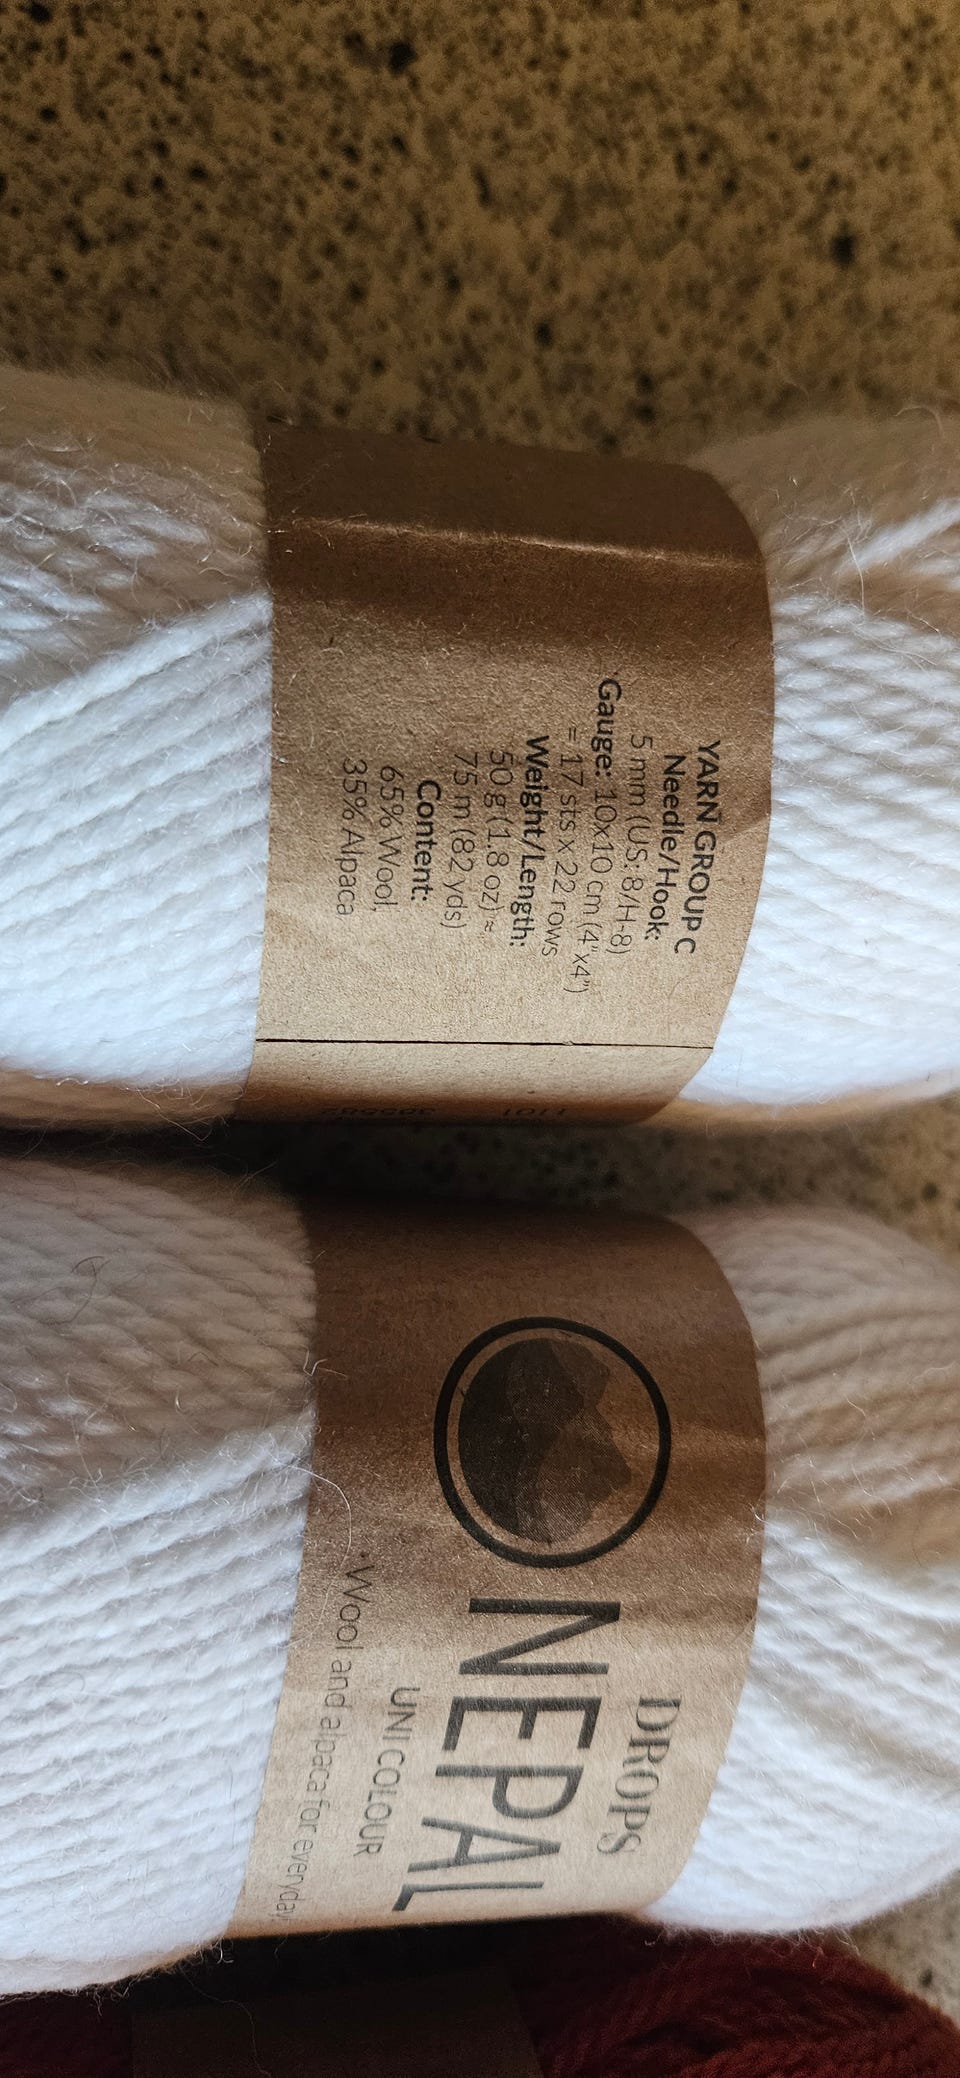 YARN GROUP C
Needle/Hook:
5 mm (US: 8/H-8)
Gauge: 10x10 cm (4"x4")
= 17 sts x 22 rows
Weight/Length:
50 g (1.8 oz) ≈
75 m (82 yds)
Content:
65% Wool,
35% Alpaca
DROPS
NEPAL
UNI COLOUR
Wool and alpaca for everyday